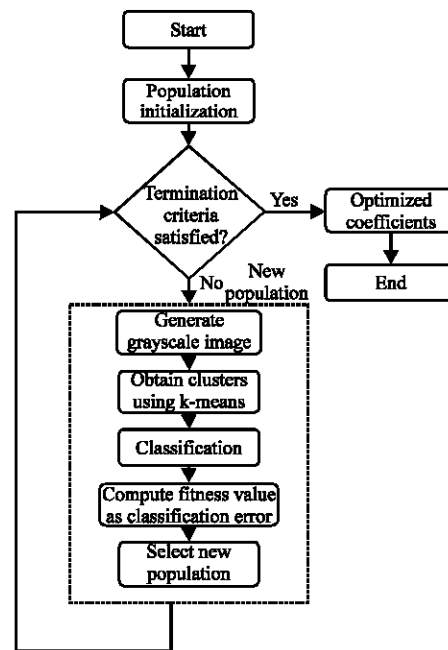 Start
Population
initialization
Termination
criteria
satisfied?
Yes
Optimized
coefficients
End
No
New
population
Generate
grayscale image
Obtain clusters
using k-means
Classification
Compute fitness value
as classification error
Select new
population